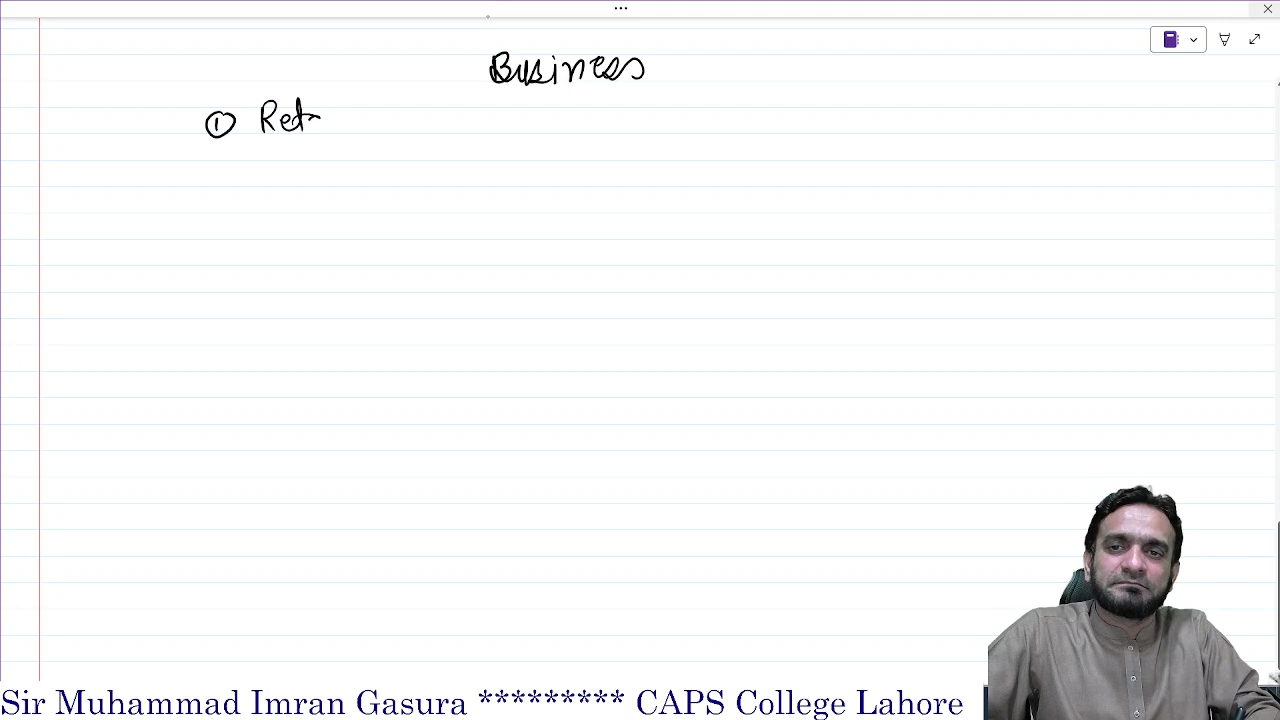 Business
① Ret
Sir Muhammad Imran Gasura ********* CAPS College Lahore